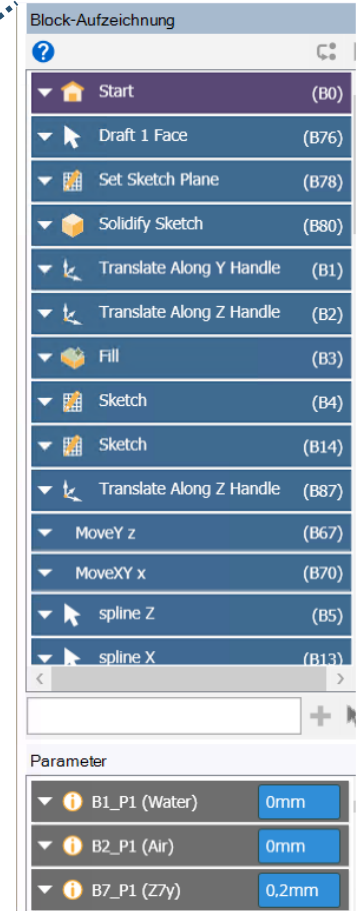 Block-Aufzeichnung
Start (B0)
Draft 1 Face (B76)
Set Sketch Plane (B78)
Solidify Sketch (B80)
Translate Along Y Handle (B1)
Translate Along Z Handle (B2)
Fill (B3)
Sketch (B4)
Sketch (B14)
Translate Along Z Handle (B87)
MoveY z (B67)
MoveXY x (B70)
spline Z (B5)
spline X (B13)
Parameter
B1_P1 (Water) 0mm
B2_P1 (Air) 0mm
B7_P1 (Z7y) 0,2mm